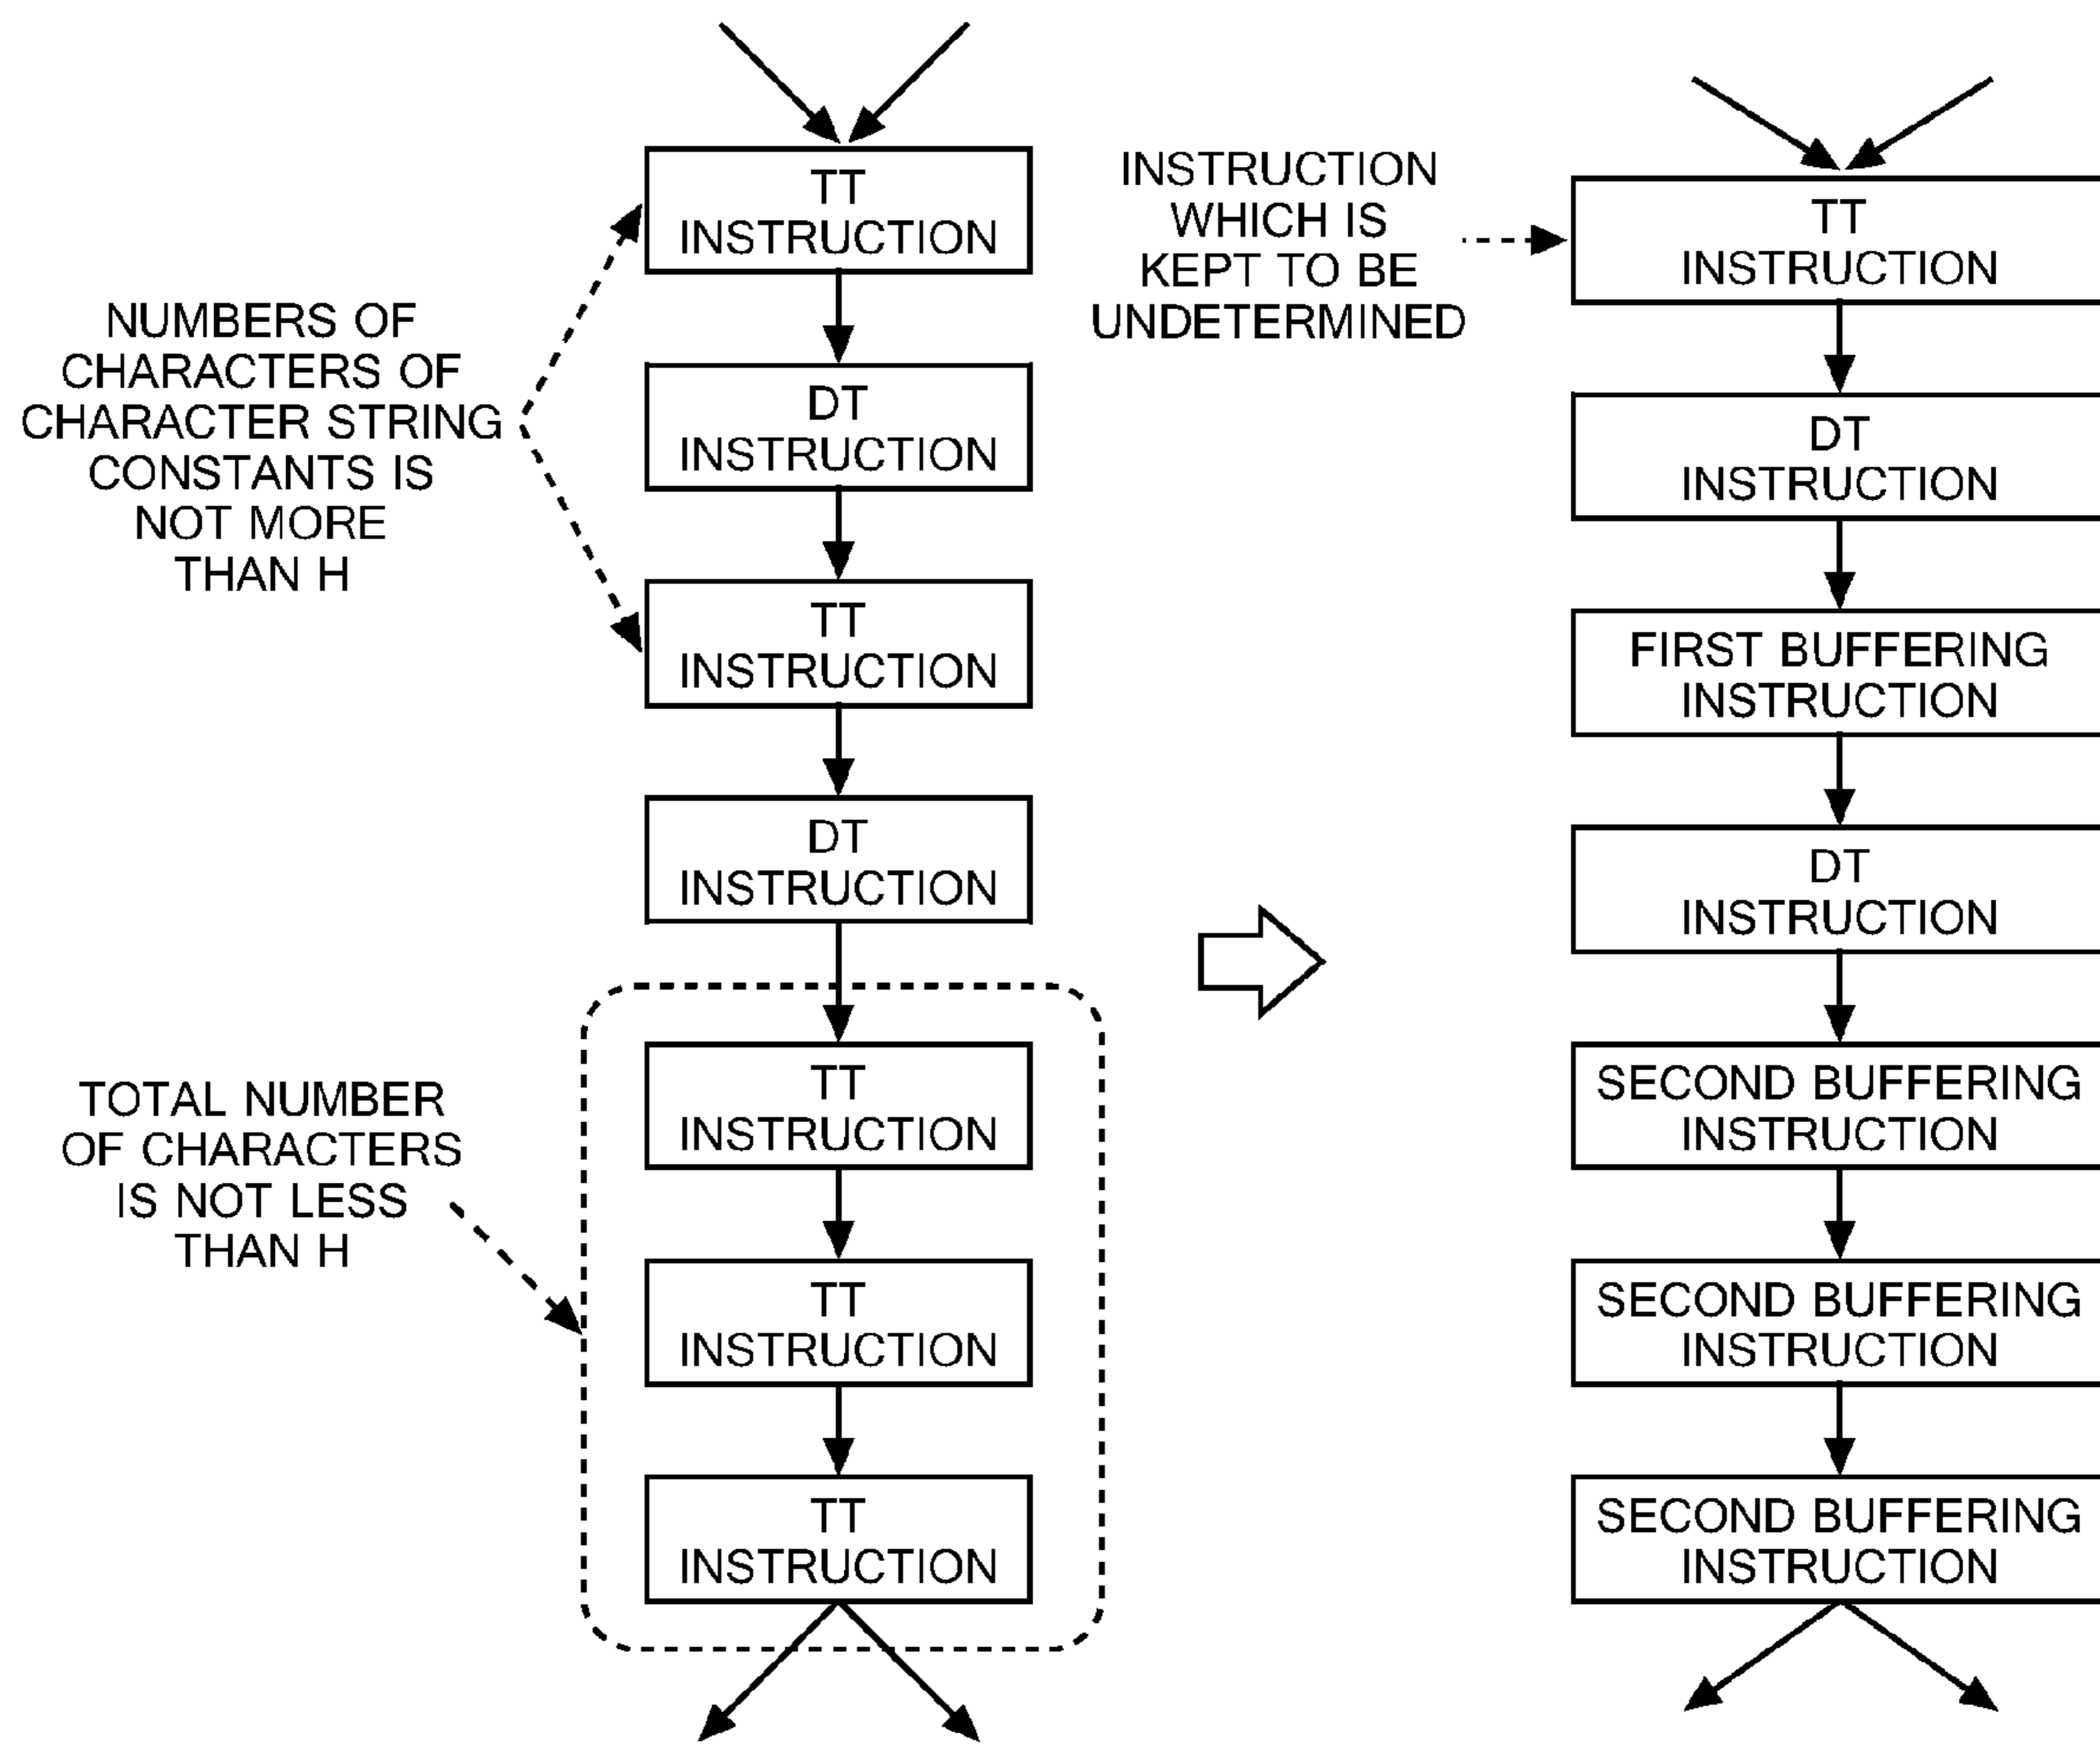 TT
INSTRUCTION
NUMBERS OF
CHARACTERS OF
CHARACTER STRING
CONSTANTS IS
NOT MORE
THAN H
DT
INSTRUCTION
TT
INSTRUCTION
DT
INSTRUCTION
TOTAL NUMBER
OF CHARACTERS
IS NOT LESS
THAN H
TT
INSTRUCTION
TT
INSTRUCTION
TT
INSTRUCTION
INSTRUCTION
WHICH IS
KEPT TO BE
UNDETERMINED
TT
INSTRUCTION
DT
INSTRUCTION
FIRST BUFFERING
INSTRUCTION
DT
INSTRUCTION
SECOND BUFFERING
INSTRUCTION
SECOND BUFFERING
INSTRUCTION
SECOND BUFFERING
INSTRUCTION